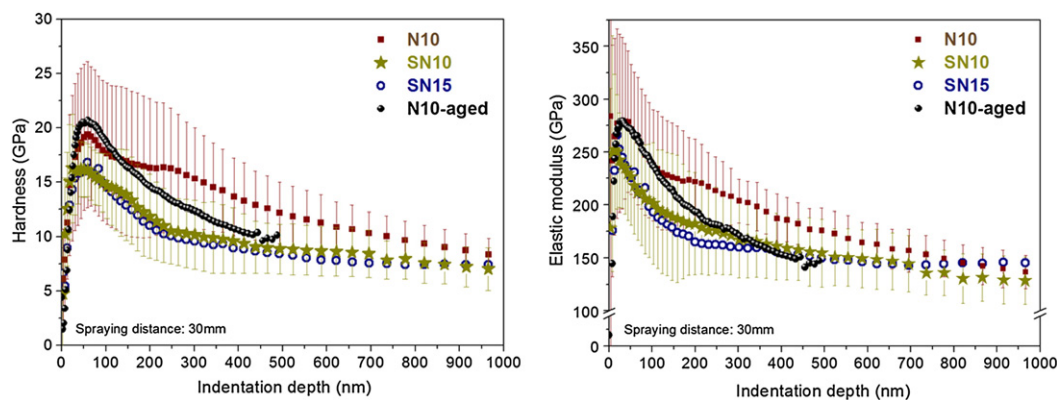 30
25
20
15
10
5
0
Hardness (GPa)
N10
SN10
SN15
N10-aged
Spraying distance: 30mm
0 100 200 300 400 500 600 700 800 900 1000
Indentation depth (nm)
350
300
250
200
150
100
0
Elastic modulus (GPa)
N10
SN10
SN15
N10-aged
Spraying distance: 30mm
0 100 200 300 400 500 600 700 800 900 1000
Indentation depth (nm)